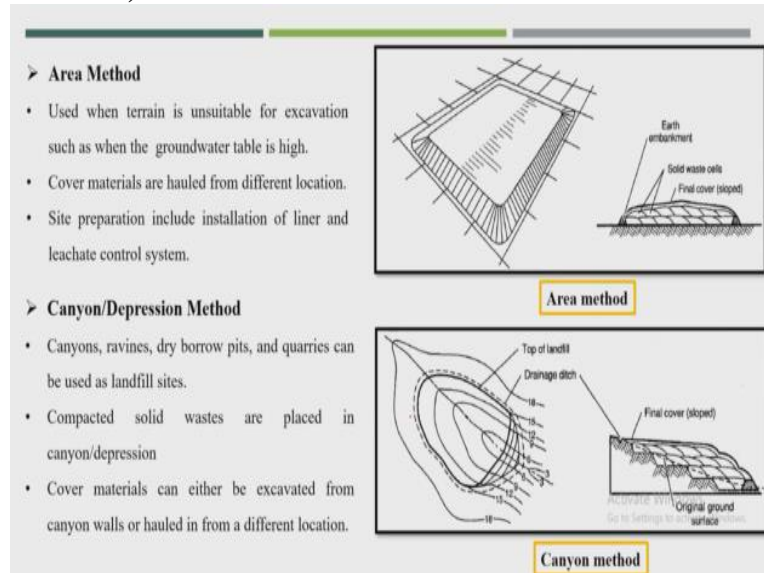 ➢ Area Method
• Used when terrain is unsuitable for excavation
such as when the groundwater table is high.
• Cover materials are hauled from different location.
• Site preparation include installation of liner and
leachate control system.
➢ Canyon/Depression Method
• Canyons, ravines, dry borrow pits, and quarries can
be used as landfill sites.
• Compacted solid wastes are placed in
canyon/depression
• Cover materials can either be excavated from
canyon walls or hauled in from a different location.
Earth
embankment
Solid waste cells
Final cover (sloped)
Area method
Top of landfill
Drainage ditch
Final cover (sloped)
Original ground
surface
Activate Windows
Go to Settings to activate Windows.
18
15
18
Canyon method